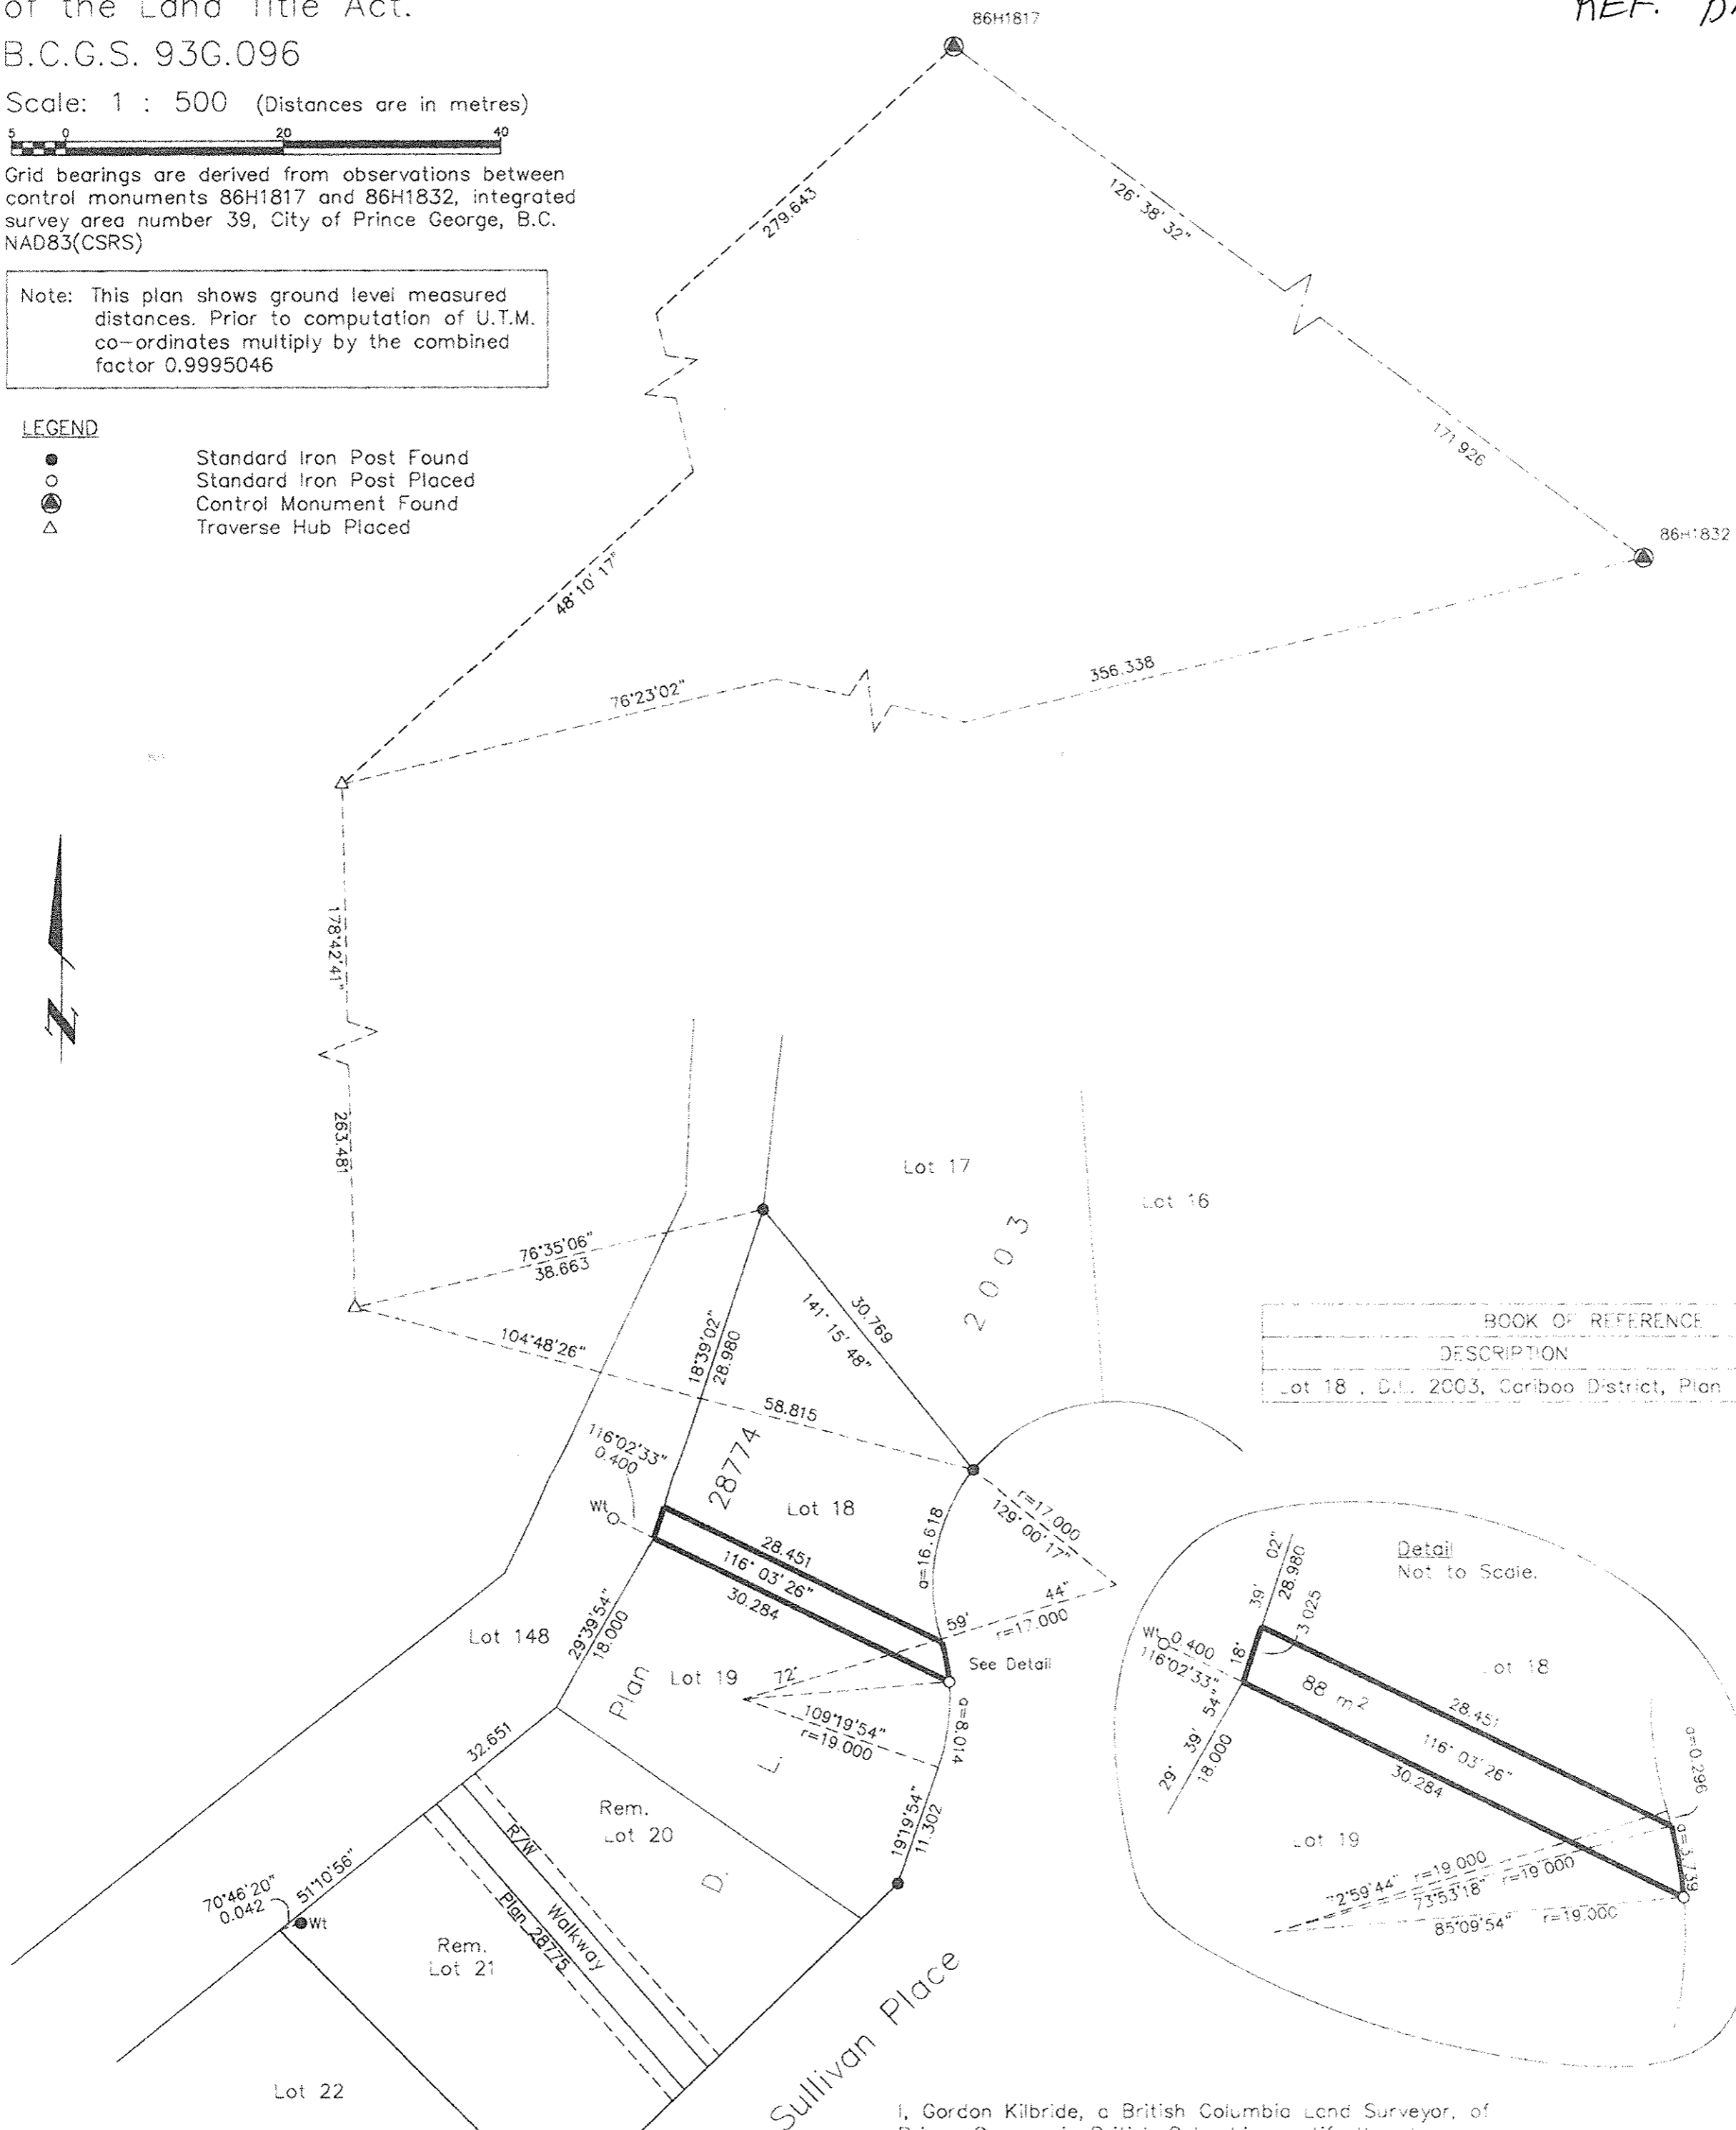 of the Land Title Act.
REF.
B.C.G.S. 93G.096
Scale: 1 : 500 (Distances are in metres)
5 0 20 40
Grid bearings are derived from observations between
control monuments 86H1817 and 86H1832, integrated
survey area number 39, City of Prince George, B.C.
NAD83(CSRS)
Note: This plan shows ground level measured
distances. Prior to computation of U.T.M.
co-ordinates multiply by the combined
factor 0.9995046
LEGEND
Standard Iron Post Found
Standard Iron Post Placed
Control Monument Found
Traverse Hub Placed
86H1817
279.643
126° 38' 32"
171.926
86H1832
48°10'17"
76°23'02"
356.338
178°42'41"
263.481
N
Lot 17
Lot 16
2003
76°35'06"
38.663
104°48'26"
58.815
18°39'02"
28.980
30.769
141° 15' 48"
BOOK OF REFERENCE
DESCRIPTION
Lot 18 , D.L. 2003, Cariboo District, Plan
116°02'33"
0.400
Wt
28774
Lot 18
28.451
116° 03' 26"
30.284
a=16.618
r=17.000
129° 00' 17"
44"
59'
r=17.000
72°
See Detail
Lot 148
29°39'54"
18.000
Lot 19
Plan
109°19'54"
r=19.000
a=8.014
L.
D.
32.651
Rem.
Lot 20
19°19'54"
11.302
R/W
Walkway
Plan 28775
70°46'20"
0.042
51°10'56"
Wt
Rem.
Lot 21
Lot 22
Sullivan Place
Detail
Not to Scale.
02"
39'
18°
28.980
3.025
Wt 0.400
116°02'33"
54"
39'
29°
18.000
88 m2
Lot 18
28.451
116° 03' 26"
30.284
a=0.296
a=3.739
Lot 19
72°59'44" r=19.000
73°53'18" r=19.000
85°09'54" r=19.000
I, Gordon Kilbride, a British Columbia Land Surveyor, of